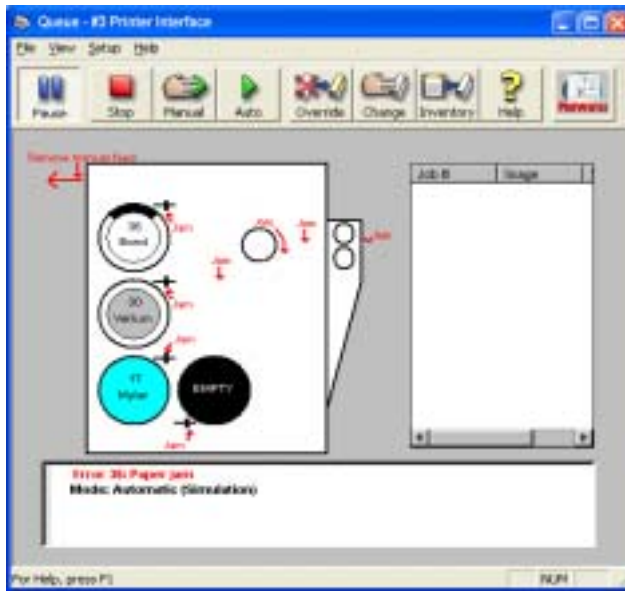 Queue - #3 Printer Interface
File View Setup Help
Pause Stop Manual Auto Override Change Inventory Help
Remove manual feed
Job # Image
36 Bond
Jam
Jam
Jam
Jam
Jam
30 Vellum
Jam
Jam
Mylar
EMPTY
Jam
Error 36: Paper jam
Mode: Automatic (Simulation)
For Help, press F1 NUM